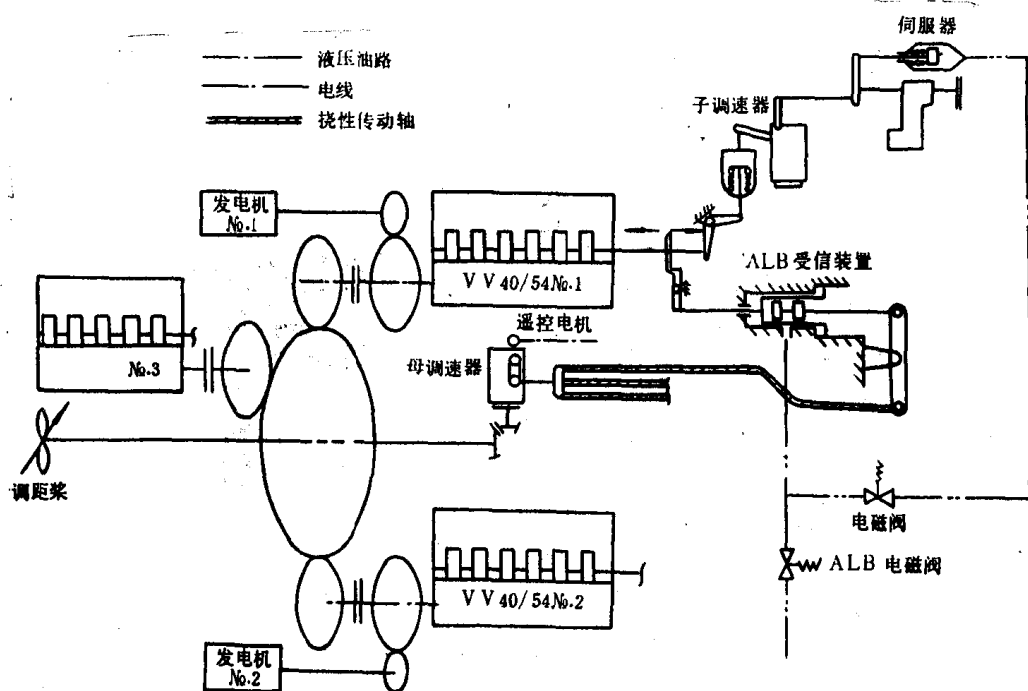 液压油路
电线
挠性传动轴
伺服器
子调速器
发电机
№.1
VV40/54№.1
ALB受信装置
遥控电机
母调速器
№.3
调距桨
电磁阀
ALB电磁阀
VV40/54№.2
发电机
№.2